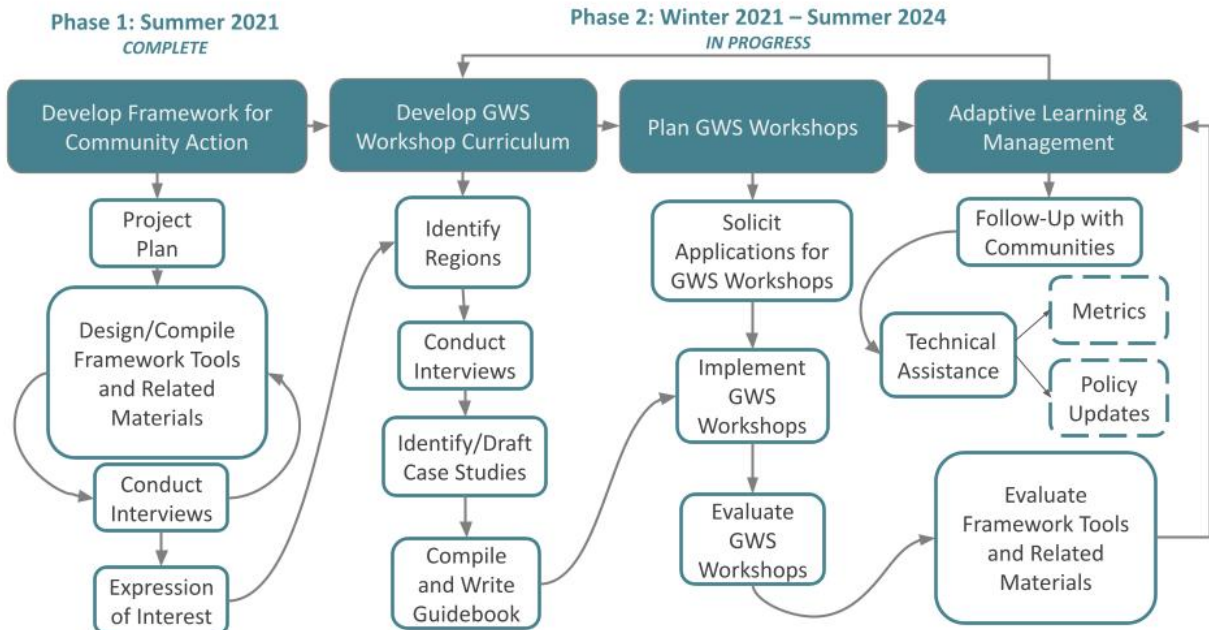 Phase 1: Summer 2021
COMPLETE
Phase 2: Winter 2021 – Summer 2024
IN PROGRESS
Develop Framework for
Community Action
Develop GWS
Workshop Curriculum
Plan GWS Workshops
Adaptive Learning &
Management
Project
Plan
Design/Compile
Framework Tools
and Related
Materials
Conduct
Interviews
Expression
of Interest
Identify
Regions
Conduct
Interviews
Identify/Draft
Case Studies
Compile
and Write
Guidebook
Solicit
Applications for
GWS Workshops
Implement
GWS
Workshops
Evaluate
GWS
Workshops
Follow-Up with
Communities
Technical
Assistance
Metrics
Policy
Updates
Evaluate
Framework Tools
and Related
Materials